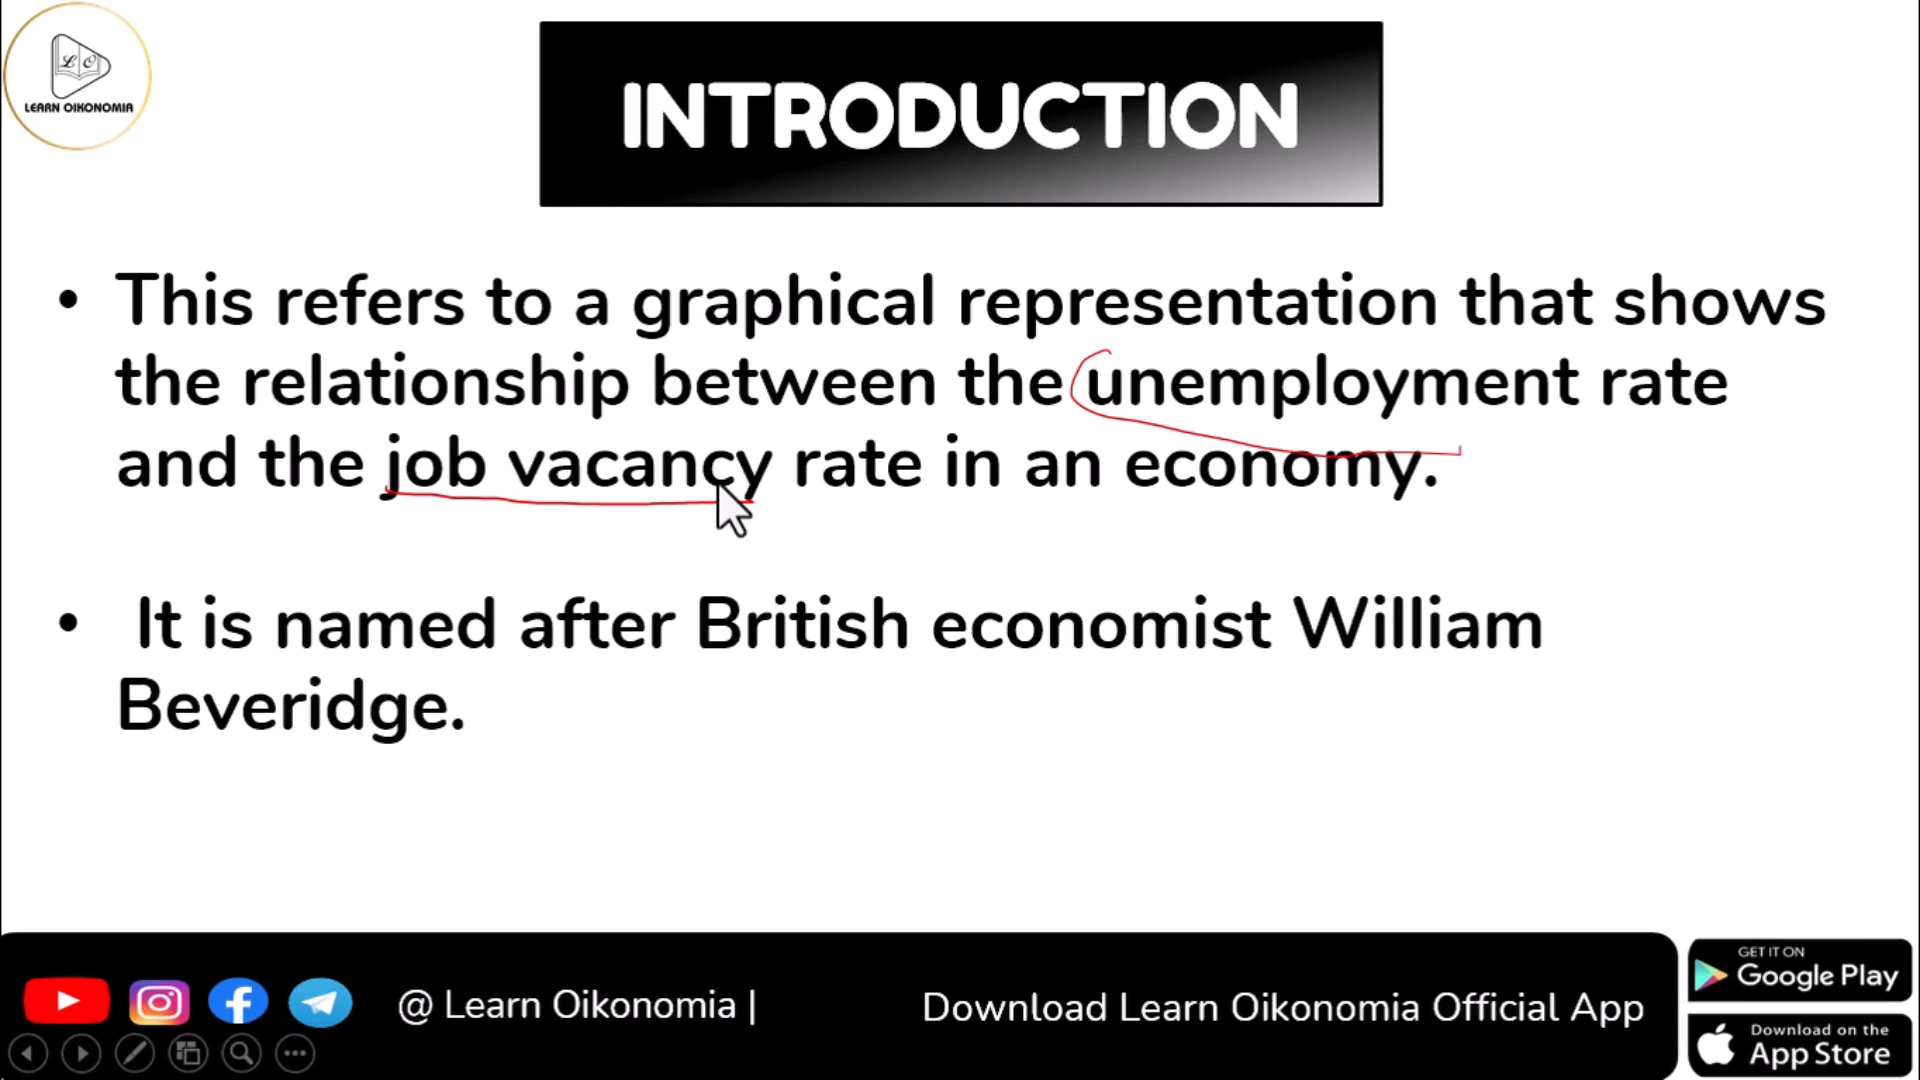 LO
LEARN OIKONOMIA
INTRODUCTION
• This refers to a graphical representation that shows
the relationship between the unemployment rate
and the job vacancy rate in an economy.
• It is named after British economist William
Beveridge.
@ Learn Oikonomia |
Download Learn Oikonomia Official App
GET IT ON
Google Play
Download on the
App Store